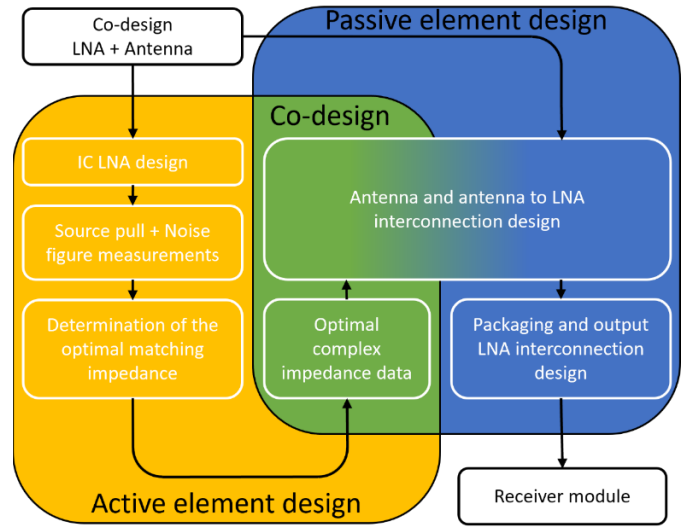 Co-design
LNA + Antenna
Passive element design
Co-design
IC LNA design
Source pull + Noise
figure measurements
Determination of the
optimal matching
impedance
Antenna and antenna to LNA
interconnection design
Optimal
complex
impedance data
Packaging and output
LNA interconnection
design
Active element design
Receiver module